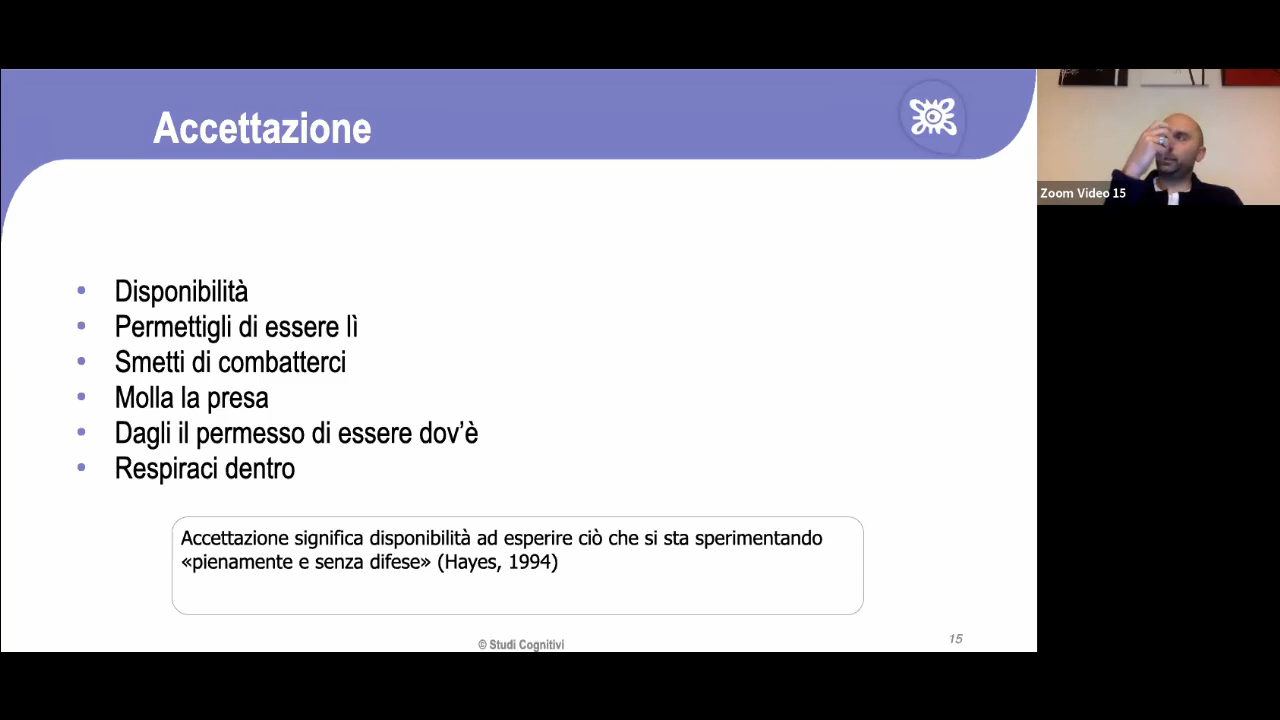 Accettazione
Zoom Video 15
• Disponibilità
• Permettigli di essere lì
• Smetti di combatterci
• Molla la presa
• Dagli il permesso di essere dov’è
• Respiraci dentro
Accettazione significa disponibilità ad esperire ciò che si sta sperimentando
«pienamente e senza difese» (Hayes, 1994)
© Studi Cognitivi
15